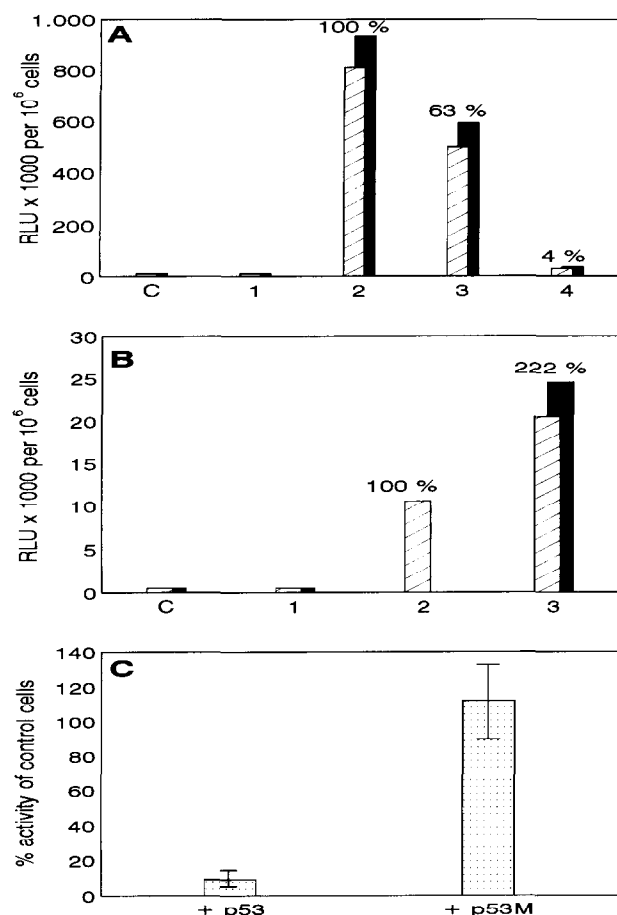 A
RLU x 1000 per 10⁶ cells
1.000
800
600
400
200
0
100 %
63 %
4 %
C 1 2 3 4
B
RLU x 1000 per 10⁶ cells
30
25
20
15
10
5
0
100 %
222 %
C 1 2 3
C
% activity of control cells
140
120
100
80
60
40
20
0
+ p53 + p53M